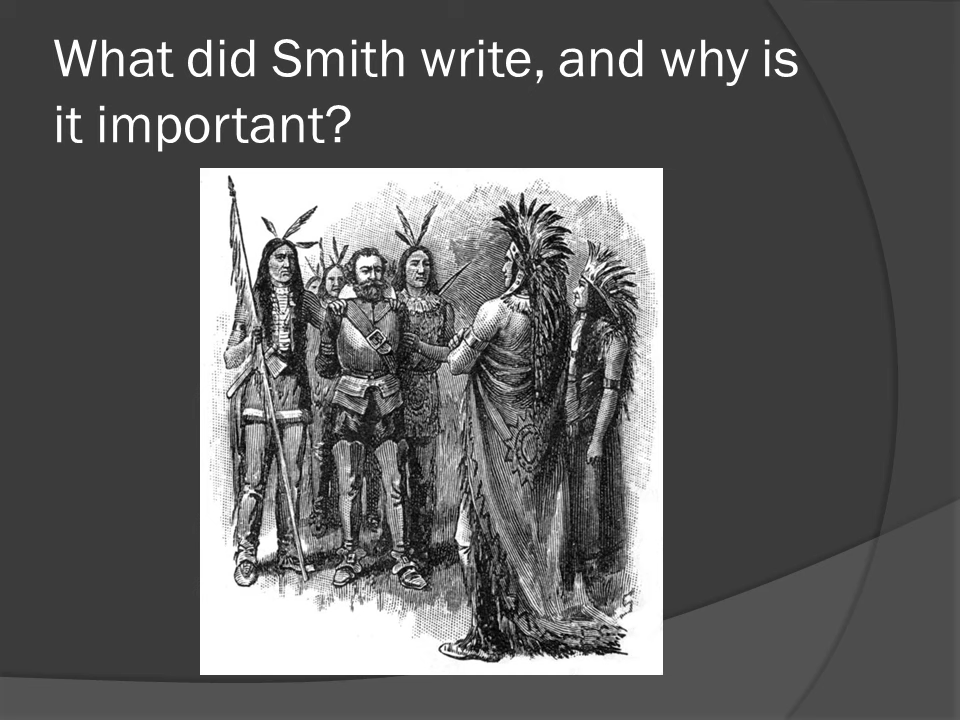 What did Smith write, and why is
it important?